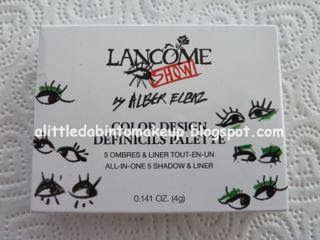 LANCÔME
SHOW
by ALBER ELBAZ
alittledabintomakeup.blogspot.com
COLOR DESIGN
DEFINICILS PALETTE
5 OMBRES & LINER TOUT-EN-UN
ALL-IN-ONE 5 SHADOW & LINER
0.141 OZ. (4g)